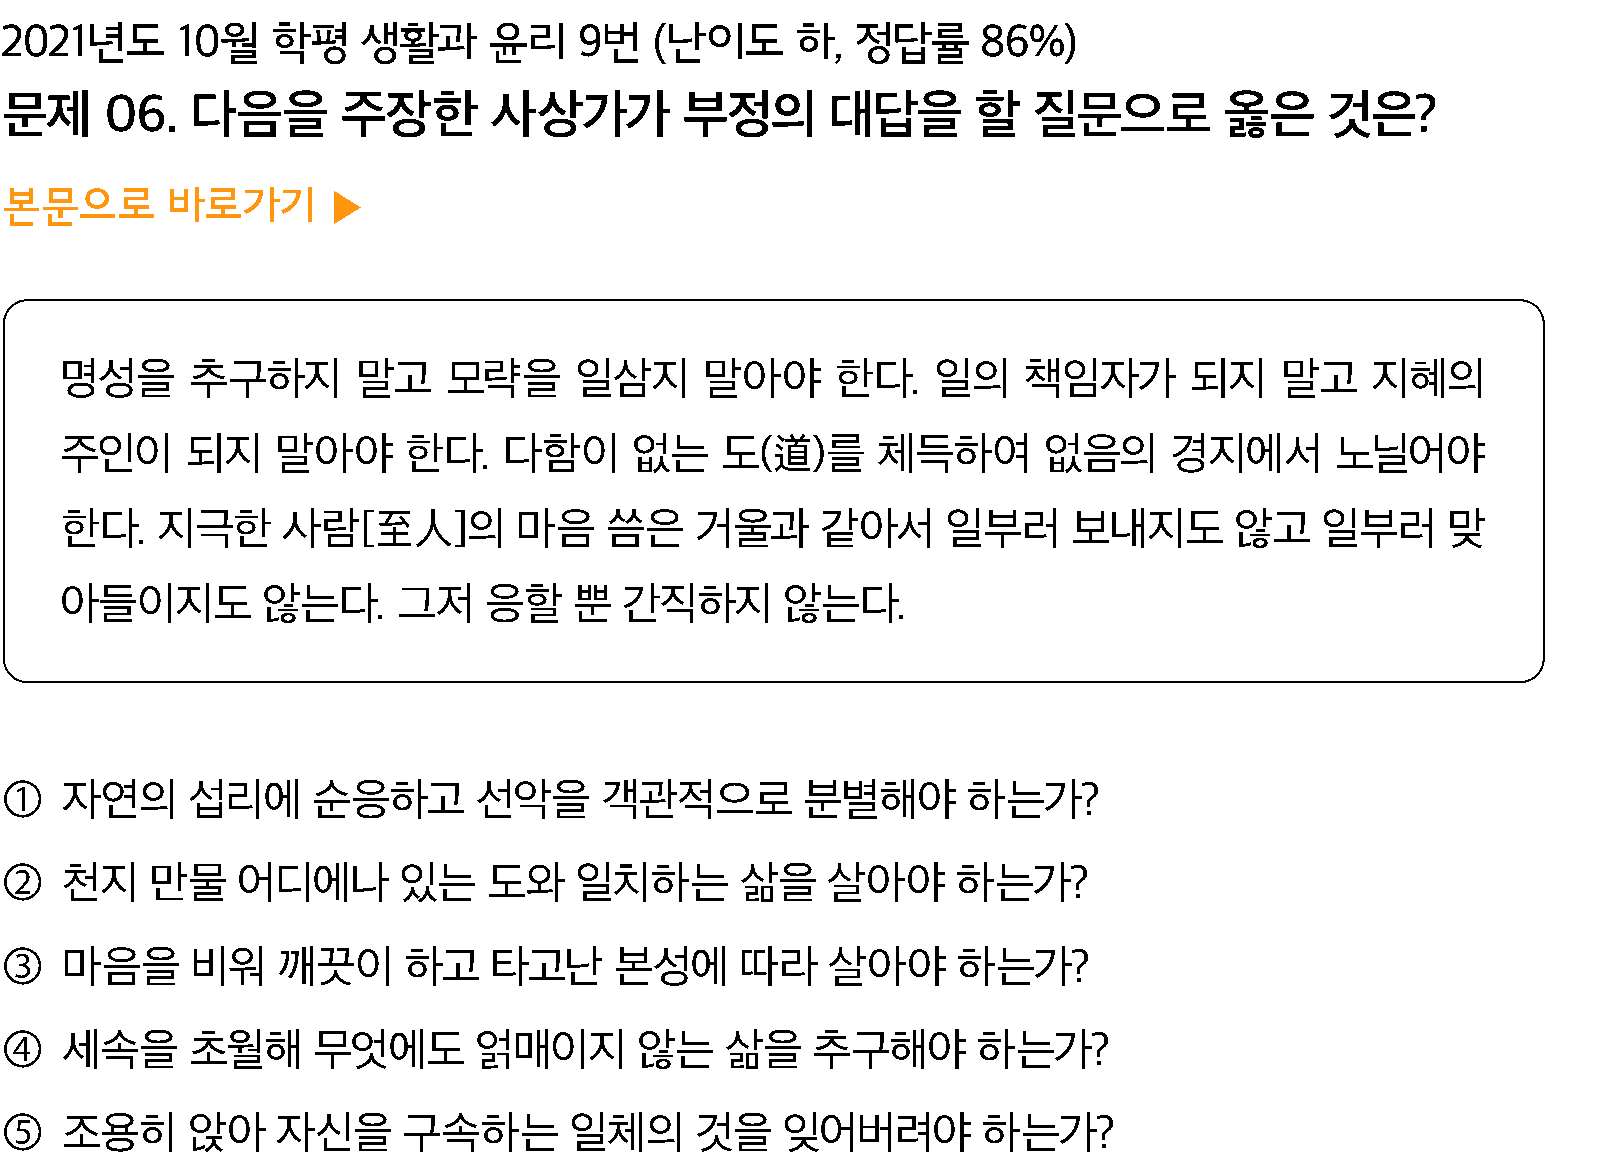 2021년도 10월 학평 생활과 윤리 9번 (난이도 하, 정답률 86%)
문제 06. 다음을 주장한 사상가가 부정의 대답을 할 질문으로 옳은 것은?
본문으로 바로가기 ▶
명성을 추구하지 말고 모략을 일삼지 말아야 한다. 일의 책임자가 되지 말고 지혜의
주인이 되지 말아야 한다. 다함이 없는 도(道)를 체득하여 없음의 경지에서 노닐어야
한다. 지극한 사람[至人]의 마음 씀은 거울과 같아서 일부러 보내지도 않고 일부러 맞
아들이지도 않는다. 그저 응할 뿐 간직하지 않는다.
① 자연의 섭리에 순응하고 선악을 객관적으로 분별해야 하는가?
② 천지 만물 어디에나 있는 도와 일치하는 삶을 살아야 하는가?
③ 마음을 비워 깨끗이 하고 타고난 본성에 따라 살아야 하는가?
④ 세속을 초월해 무엇에도 얽매이지 않는 삶을 추구해야 하는가?
⑤ 조용히 앉아 자신을 구속하는 일체의 것을 잊어버려야 하는가?